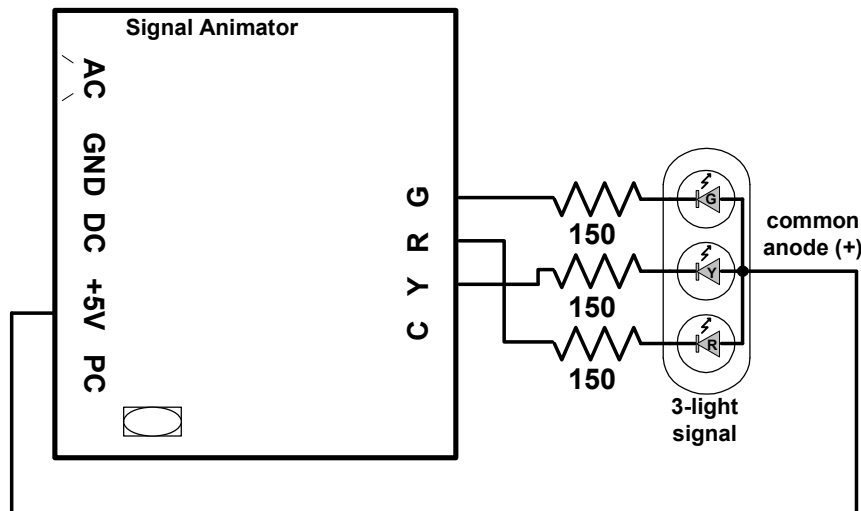 Signal Animator
AC
GND
DC
+5V
PC
G
R
Y
C
150
150
150
G
Y
R
common
anode (+)
3-light
signal